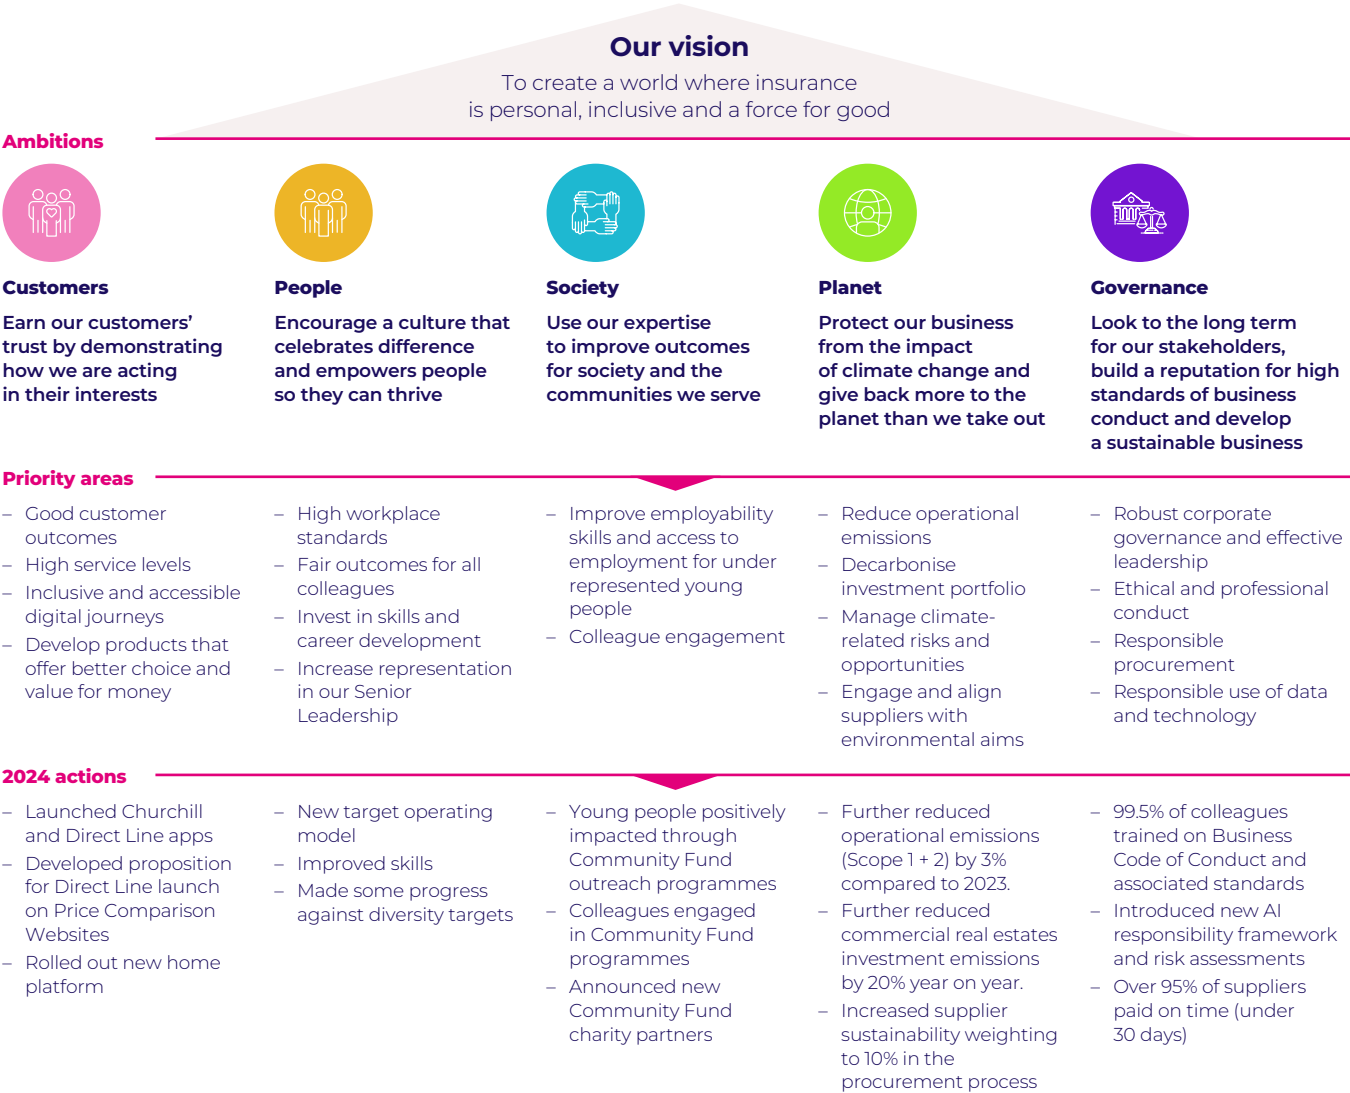 Our vision
To create a world where insurance
is personal, inclusive and a force for good
Ambitions
Customers
Earn our customers’
trust by demonstrating
how we are acting
in their interests
People
Encourage a culture that
celebrates difference
and empowers people
so they can thrive
Society
Use our expertise
to improve outcomes
for society and the
communities we serve
Planet
Protect our business
from the impact
of climate change and
give back more to the
planet than we take out
Governance
Look to the long term
for our stakeholders,
build a reputation for high
standards of business
conduct and develop
a sustainable business
Priority areas
– Good customer
outcomes
– High service levels
– Inclusive and accessible
digital journeys
– Develop products that
offer better choice and
value for money
– High workplace
standards
– Fair outcomes for all
colleagues
– Invest in skills and
career development
– Increase representation
in our Senior
Leadership
– Improve employability
skills and access to
employment for under
represented young
people
– Colleague engagement
– Reduce operational
emissions
– Decarbonise
investment portfolio
– Manage climate-
related risks and
opportunities
– Engage and align
suppliers with
environmental aims
– Robust corporate
governance and effective
leadership
– Ethical and professional
conduct
– Responsible
procurement
– Responsible use of data
and technology
2024 actions
– Launched Churchill
and Direct Line apps
– Developed proposition
for Direct Line launch
on Price Comparison
Websites
– Rolled out new home
platform
– New target operating
model
– Improved skills
– Made some progress
against diversity targets
– Young people positively
impacted through
Community Fund
outreach programmes
– Colleagues engaged
in Community Fund
programmes
– Announced new
Community Fund
charity partners
– Further reduced
operational emissions
(Scope 1 + 2) by 3%
compared to 2023.
– Further reduced
commercial real estates
investment emissions
by 20% year on year.
– Increased supplier
sustainability weighting
to 10% in the
procurement process
– 99.5% of colleagues
trained on Business
Code of Conduct and
associated standards
– Introduced new AI
responsibility framework
and risk assessments
– Over 95% of suppliers
paid on time (under
30 days)